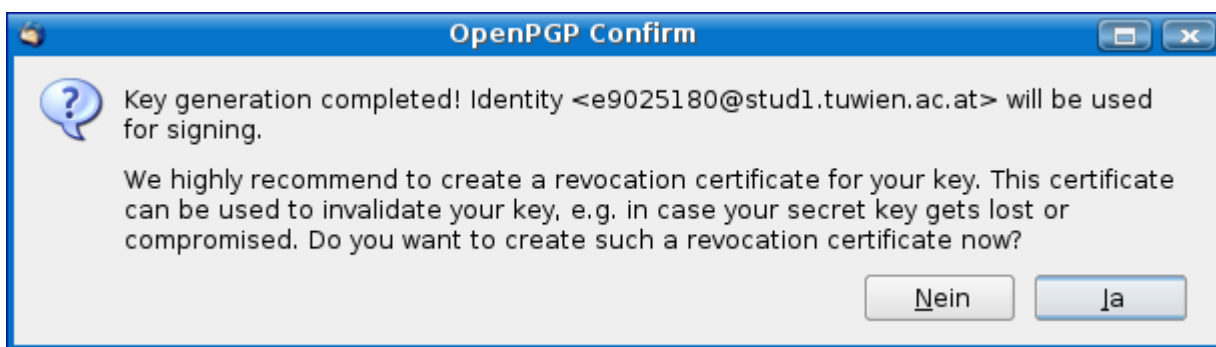 OpenPGP Confirm
Key generation completed! Identity <e9025180@stud1.tuwien.ac.at> will be used
for signing.
We highly recommend to create a revocation certificate for your key. This certificate
can be used to invalidate your key, e.g. in case your secret key gets lost or
compromised. Do you want to create such a revocation certificate now?
Nein
Ja